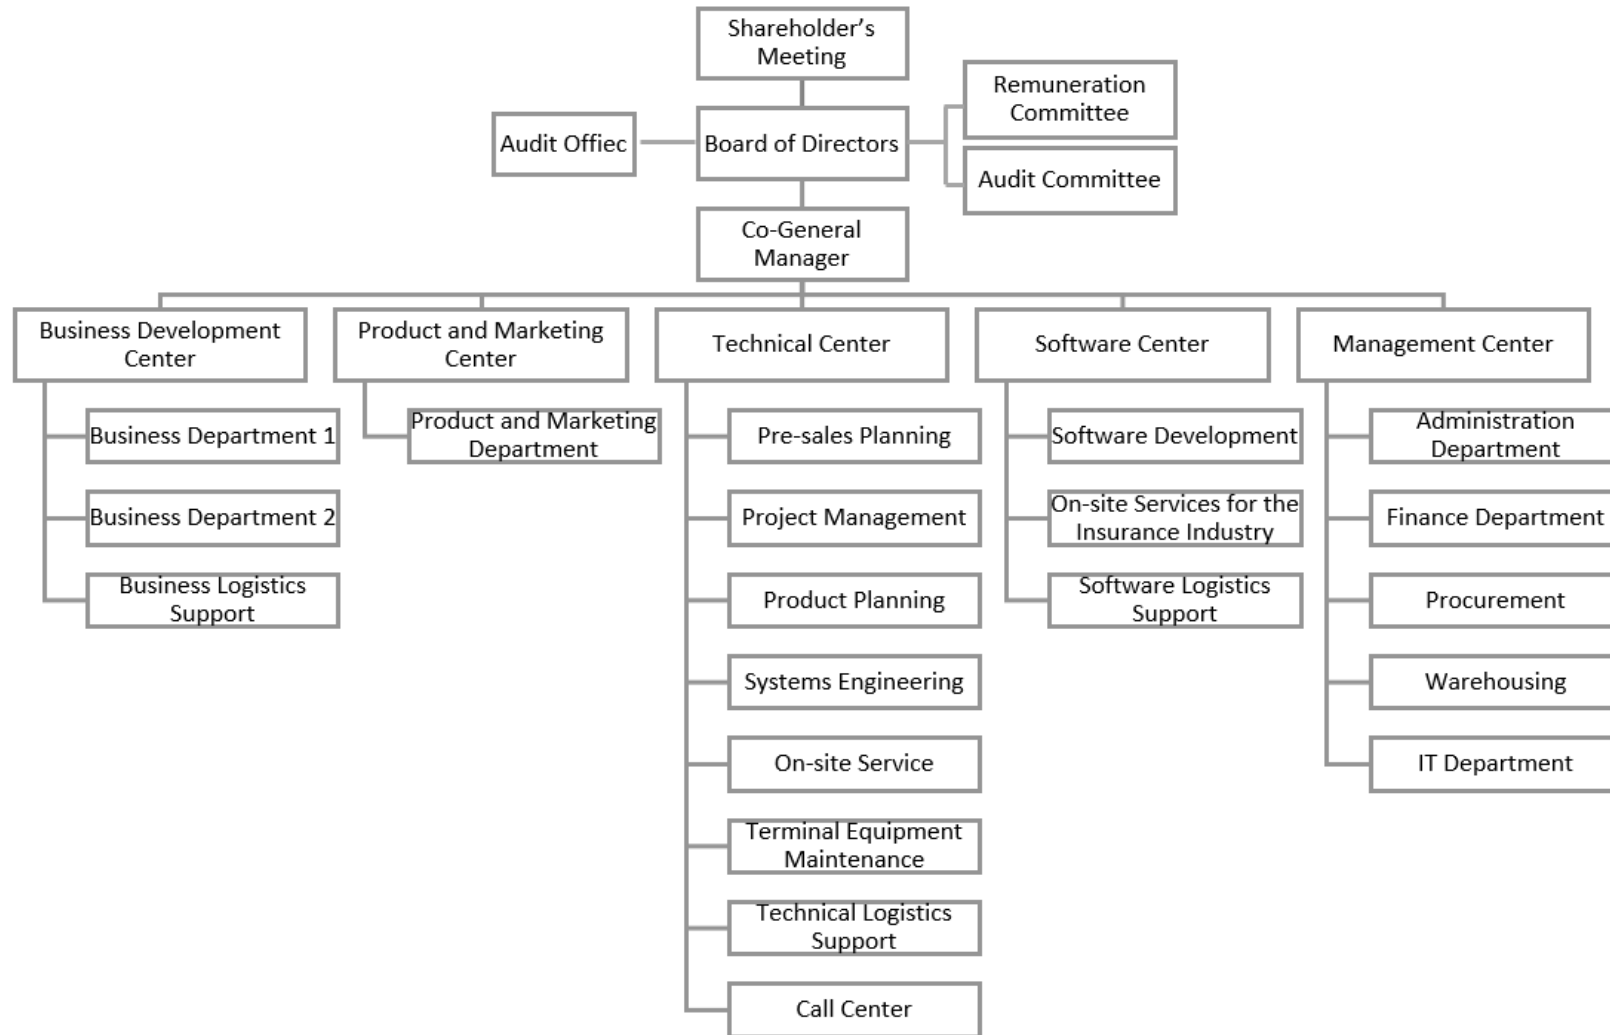 Shareholder’s
Meeting
Remuneration
Committee
Audit Offiec
Board of Directors
Audit Committee
Co-General
Manager
Business Development
Center
Product and Marketing
Center
Technical Center
Software Center
Management Center
Business Department 1
Business Department 2
Business Logistics
Support
Product and Marketing
Department
Pre-sales Planning
Project Management
Product Planning
Systems Engineering
On-site Service
Terminal Equipment
Maintenance
Technical Logistics
Support
Call Center
Software Development
On-site Services for the
Insurance Industry
Software Logistics
Support
Administration
Department
Finance Department
Procurement
Warehousing
IT Department